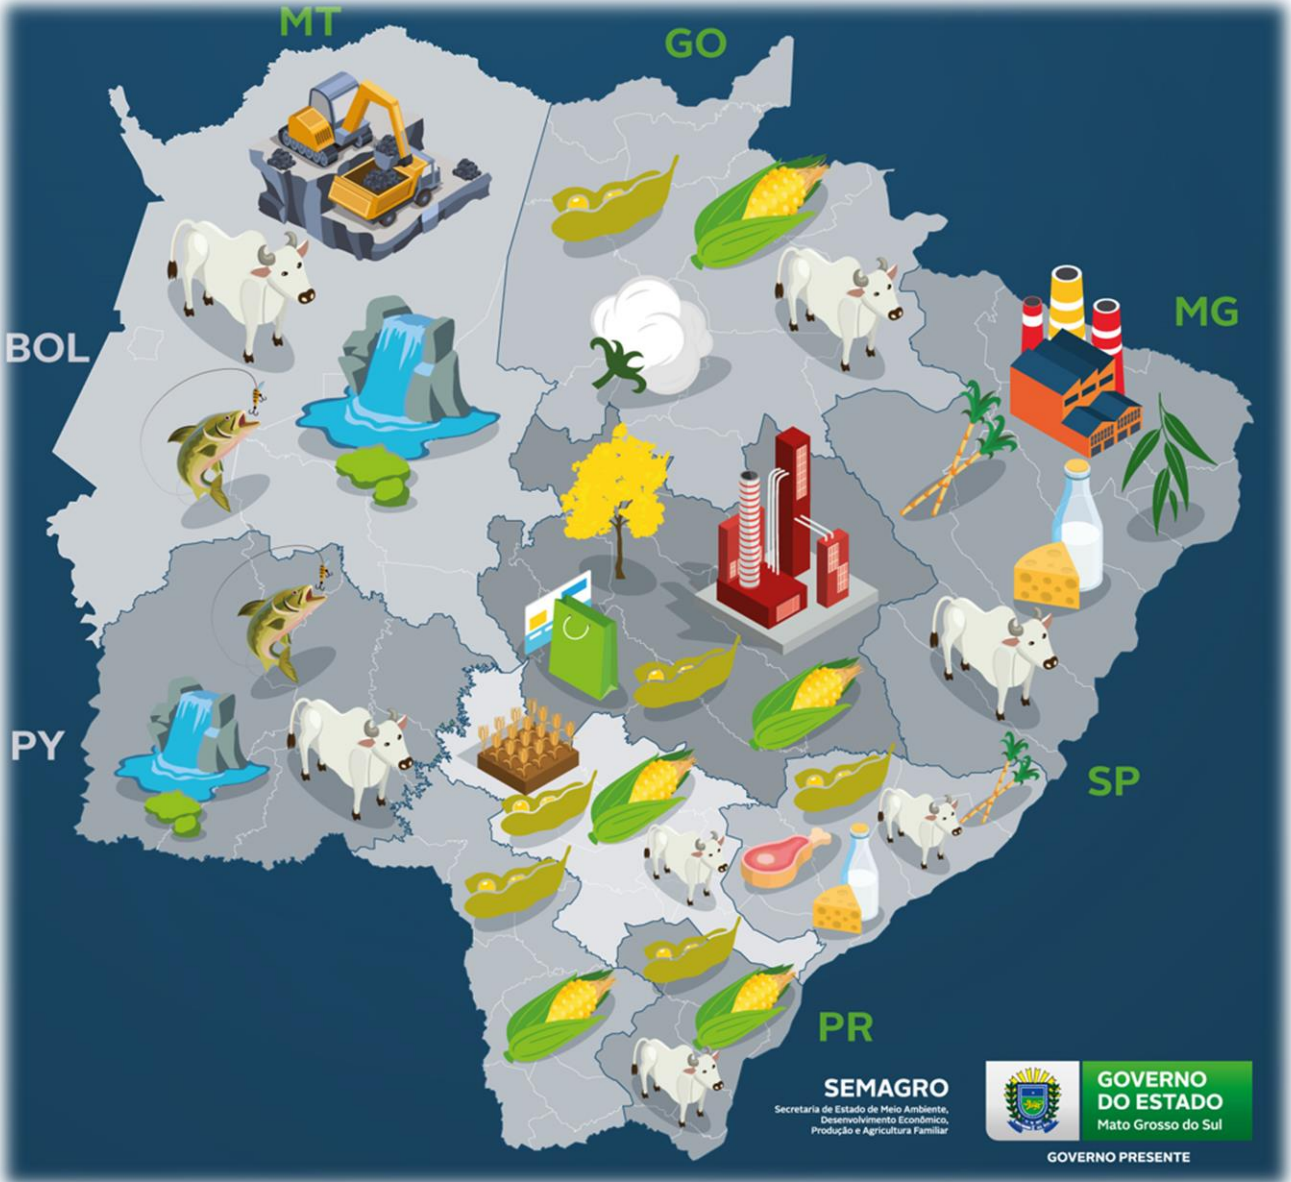 MT
GO
MG
BOL
PY
SP
PR
SEMAGRO
Secretaria de Estado de Meio Ambiente,
Desenvolvimento Econômico,
Produção e Agricultura Familiar
GOVERNO
DO ESTADO
Mato Grosso do Sul
GOVERNO PRESENTE